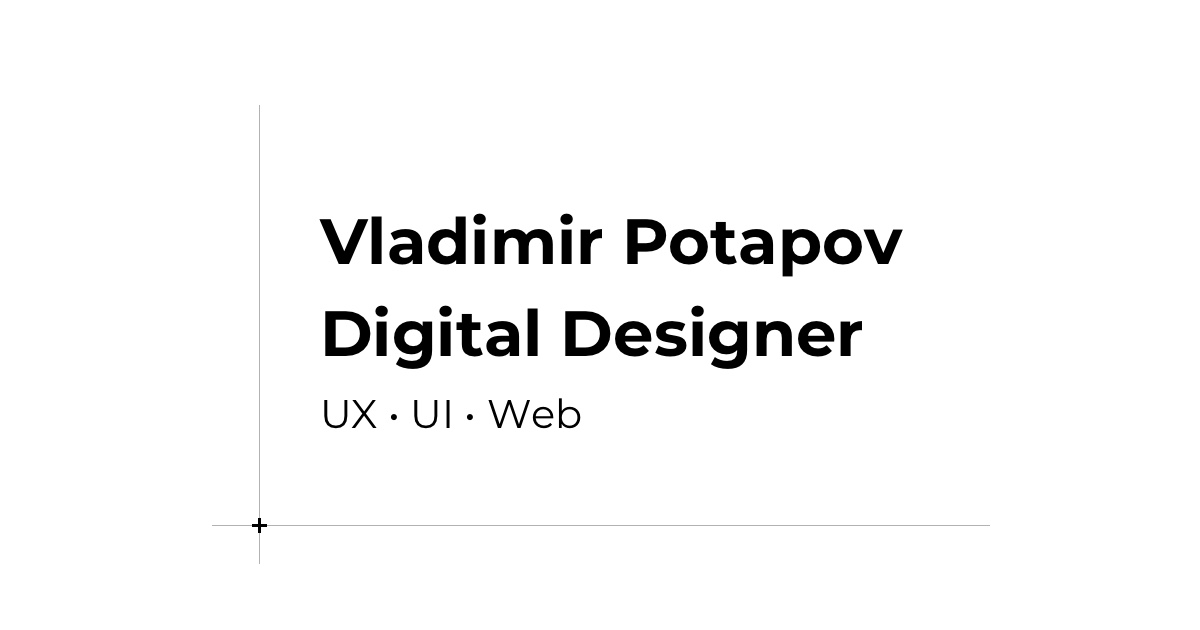 Vladimir Potapov
Digital Designer
UX • UI • Web